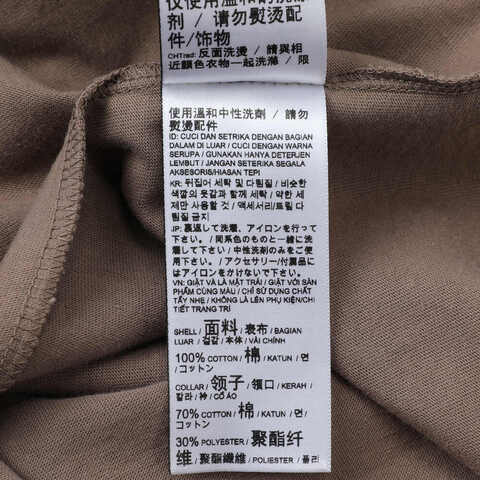 仅使用温和的洗涤
剂 / 请勿熨烫配
件/饰物
CHTrad: 反面洗燙 / 請與相
近顏色衣物一起洗滌 / 限
使用溫和中性洗劑 / 請勿
熨燙配件
ID: CUCI DAN SETRIKA DENGAN BAGIAN
DALAM DI LUAR / CUCI DENGAN WARNA
SERUPA / GUNAKAN HANYA DETERJEN
LEMBUT / JANGAN SETERIKA SEGALA
AKSESORIS/HIASAN TEPI
KR: 뒤집어 세탁 및 다림질 / 비슷한
색깔의 옷감과 함께 세탁 / 약한 세
제만 사용할 것 / 액세서리/트림 다
림질 금지
JP: 裏返して洗濯、アイロンを行って
下さい。 / 同系色のものと一緒に洗
濯して下さい / 中性洗剤のみをご使用
下さい。 / アクセサリー/付属品に
はアイロンをかけないで下さい。
VN: GIẶT VÀ LÀ MẶT TRÁI / GIẶT VỚI SẢN
PHẨM CÙNG MÀU / CHỈ SỬ DỤNG CHẤT
TẨY NHẸ / KHÔNG LÀ LÊN PHỤ KIỆN/CHI
TIẾT TRANG TRÍ
SHELL / 面料 / 表布 / BAGIAN
LUAR / 겉감 / 本体 / VẢI CHÍNH
100% COTTON / 棉 / KATUN / 면
/ コットン
COLLAR / 领子 / 領口 / KERAH /
칼라 / 衿 / CỔ ÁO
70% COTTON / 棉 / KATUN / 면 /
コットン
30% POLYESTER / 聚酯纤
维 / 聚酯纖維 / POLIESTER / 폴리